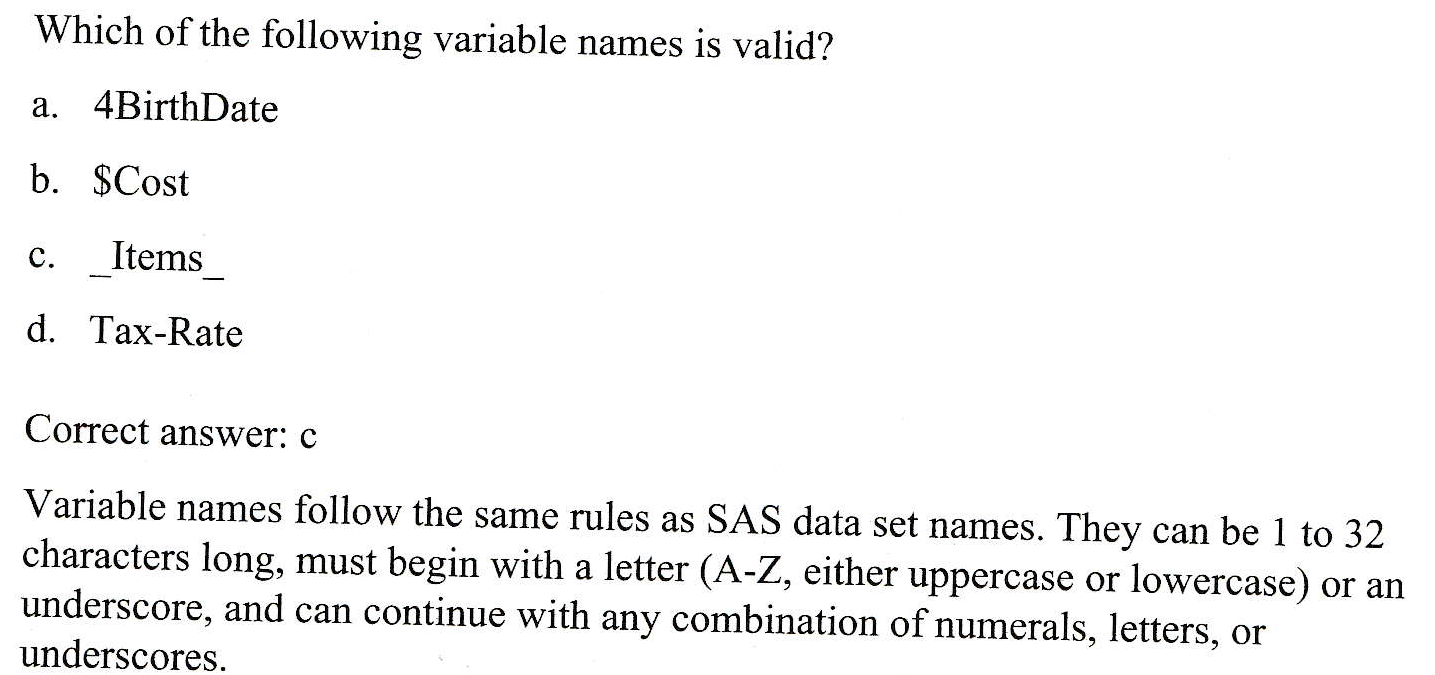 Which of the following variable names is valid?
a. 4BirthDate
b. $Cost
c. _Items_
d. Tax-Rate
Correct answer: c
Variable names follow the same rules as SAS data set names. They can be 1 to 32
characters long, must begin with a letter (A-Z, either uppercase or lowercase) or an
underscore, and can continue with any combination of numerals, letters, or
underscores.